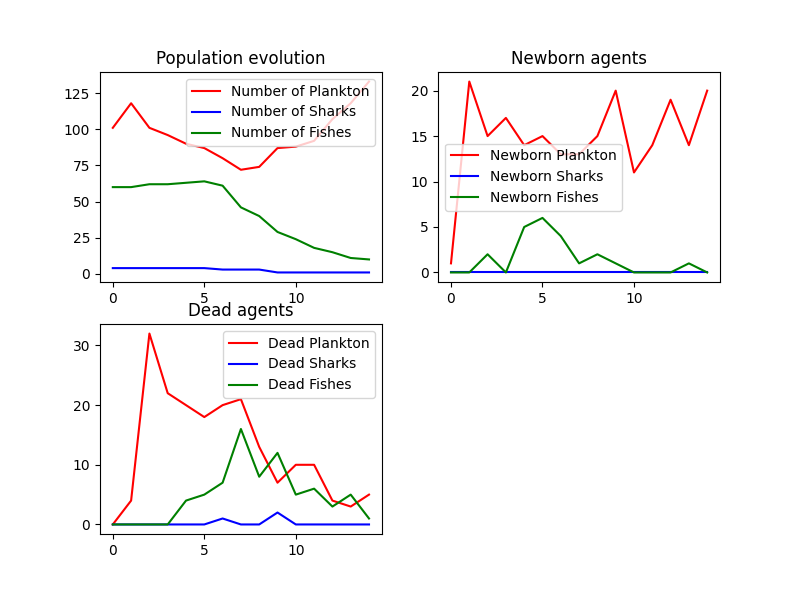 Population evolution
Number of Plankton
Number of Sharks
Number of Fishes
125
100
75
50
25
0
0 5 10
Newborn agents
Newborn Plankton
Newborn Sharks
Newborn Fishes
20
15
10
5
0
0 5 10
Dead agents
Dead Plankton
Dead Sharks
Dead Fishes
30
20
10
0
0 5 10